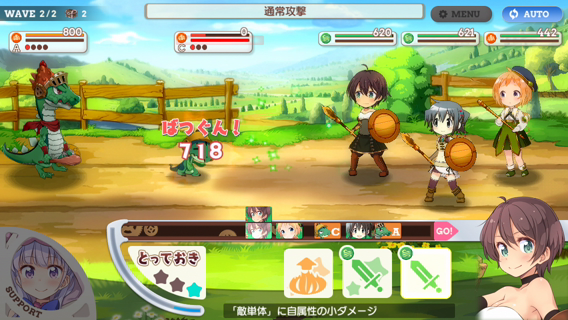 WAVE 2/2 2
通常攻撃
MENU
AUTO
800
A
0
C
620
621
442
ばつぐん!
718
C
A
GO!
とっておき
SUPPORT
「敵単体」に自属性の小ダメージ